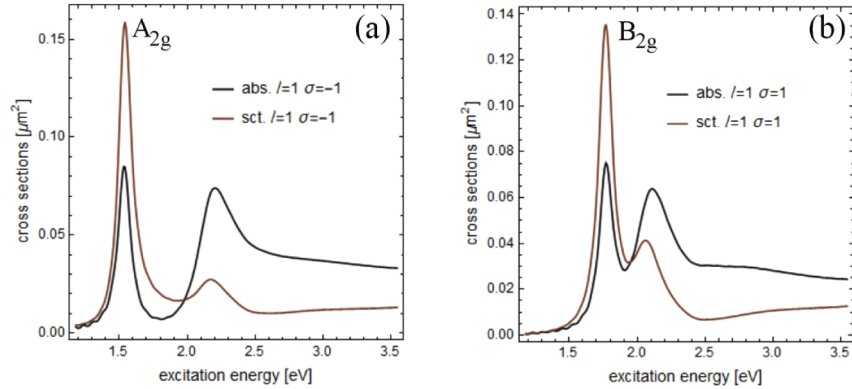 A2g (a)
abs. l=1 σ=−1
sct. l=1 σ=−1
cross sections [μm²]
0.15
0.10
0.05
0.00
1.5 2.0 2.5 3.0 3.5
excitation energy [eV]
B2g (b)
abs. l=1 σ=1
sct. l=1 σ=1
cross sections [μm²]
0.14
0.12
0.10
0.08
0.06
0.04
0.02
0.00
1.5 2.0 2.5 3.0 3.5
excitation energy [eV]